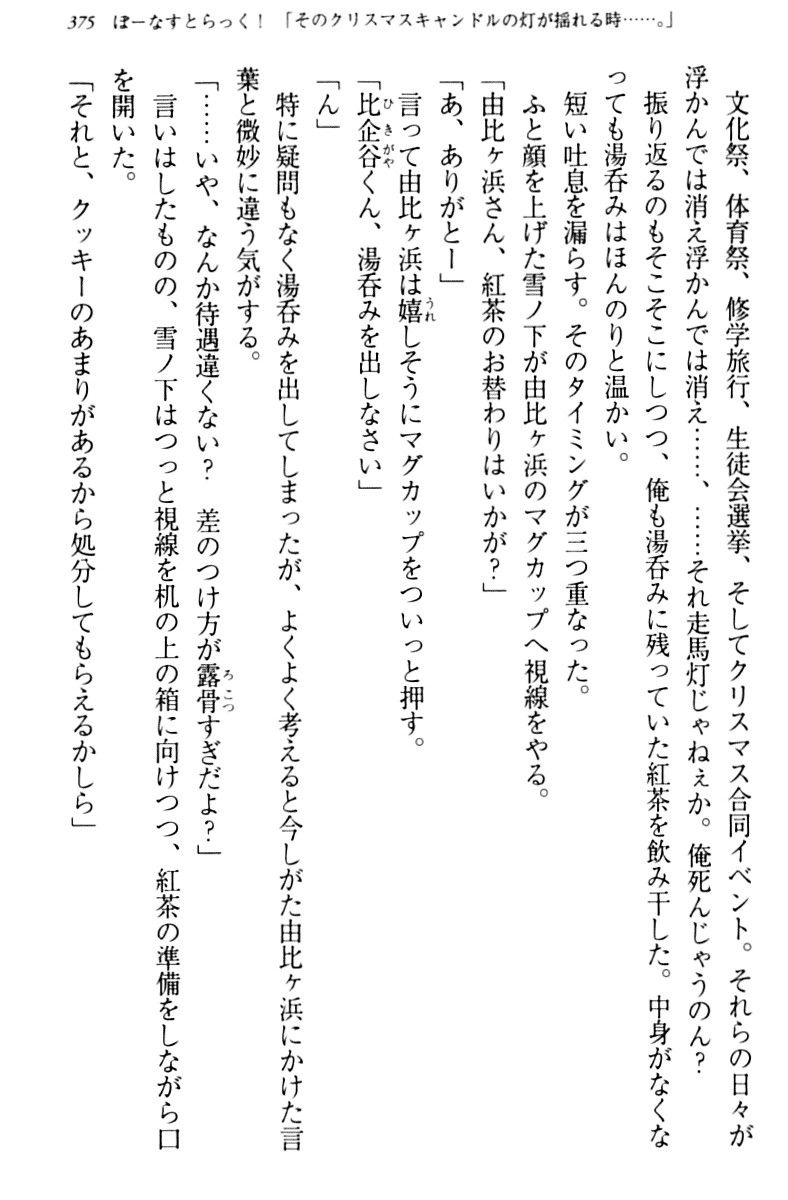 375 ぼーなすとらっく！ 「そのクリスマスキャンドルの灯が揺れる時……。」
文化祭、体育祭、修学旅行、生徒会選挙、そしてクリスマス合同イベント。それらの日々が
浮かんでは消え浮かんでは消え……、……それ走馬灯じゃねぇか。俺死んじゃうのん？
振り返るのもそこそこにしつつ、俺も湯呑みに残っていた紅茶を飲み干した。中身がなくな
っても湯呑みはほんのりと温かい。
短い吐息を漏らす。そのタイミングが三つ重なった。
ふと顔を上げた雪ノ下が由比ヶ浜のマグカップへ視線をやる。
「由比ヶ浜さん、紅茶のお替わりはいかが？」
「あ、ありがとー」
言って由比ヶ浜は嬉しそうにマグカップをついっと押す。
「比企谷くん、湯呑みを出しなさい」
「ん」
特に疑問もなく湯呑みを出してしまったが、よくよく考えると今しがた由比ヶ浜にかけた言
葉と微妙に違う気がする。
「……いや、なんか待遇違くない？　差のつけ方が露骨すぎだよ？」
言いはしたものの、雪ノ下はつっと視線を机の上の箱に向けつつ、紅茶の準備をしながら口
を開いた。
「それと、クッキーのあまりがあるから処分してもらえるかしら」